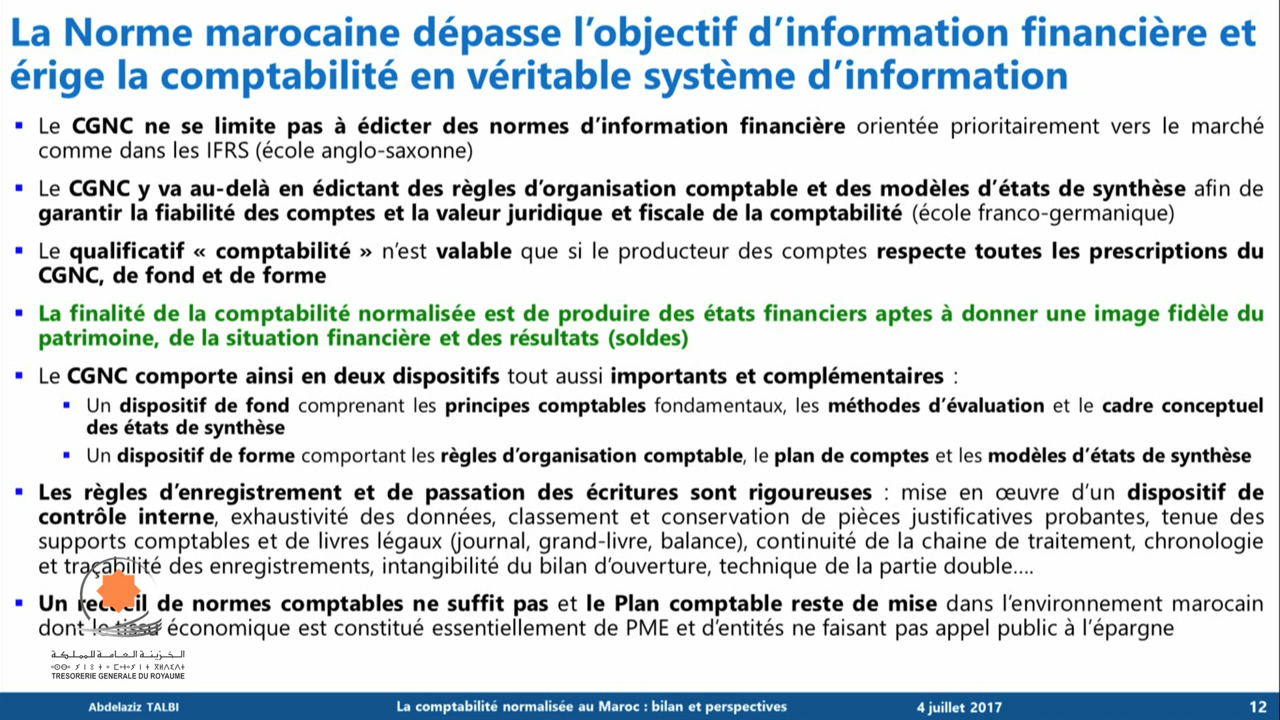 La Norme marocaine dépasse l’objectif d’information financière et
érige la comptabilité en véritable système d’information
▪ Le CGNC ne se limite pas à édicter des normes d’information financière orientée prioritairement vers le marché
comme dans les IFRS (école anglo-saxonne)
▪ Le CGNC y va au-delà en édictant des règles d’organisation comptable et des modèles d’états de synthèse afin de
garantir la fiabilité des comptes et la valeur juridique et fiscale de la comptabilité (école franco-germanique)
▪ Le qualificatif « comptabilité » n’est valable que si le producteur des comptes respecte toutes les prescriptions du
CGNC, de fond et de forme
▪ La finalité de la comptabilité normalisée est de produire des états financiers aptes à donner une image fidèle du
patrimoine, de la situation financière et des résultats (soldes)
▪ Le CGNC comporte ainsi en deux dispositifs tout aussi importants et complémentaires :
▪ Un dispositif de fond comprenant les principes comptables fondamentaux, les méthodes d’évaluation et le cadre conceptuel
des états de synthèse
▪ Un dispositif de forme comportant les règles d’organisation comptable, le plan de comptes et les modèles d’états de synthèse
▪ Les règles d’enregistrement et de passation des écritures sont rigoureuses : mise en œuvre d’un dispositif de
contrôle interne, exhaustivité des données, classement et conservation de pièces justificatives probantes, tenue des
supports comptables et de livres légaux (journal, grand-livre, balance), continuité de la chaine de traitement, chronologie
et traçabilité des enregistrements, intangibilité du bilan d’ouverture, technique de la partie double….
▪ Un recueil de normes comptables ne suffit pas et le Plan comptable reste de mise dans l’environnement marocain
dont le tissu économique est constitué essentiellement de PME et d’entités ne faisant pas appel public à l’épargne
الخزينة العامة للمملكة
TRESORERIE GENERALE DU ROYAUME
Abdelaziz TALBI La comptabilité normalisée au Maroc : bilan et perspectives 4 juillet 2017 12